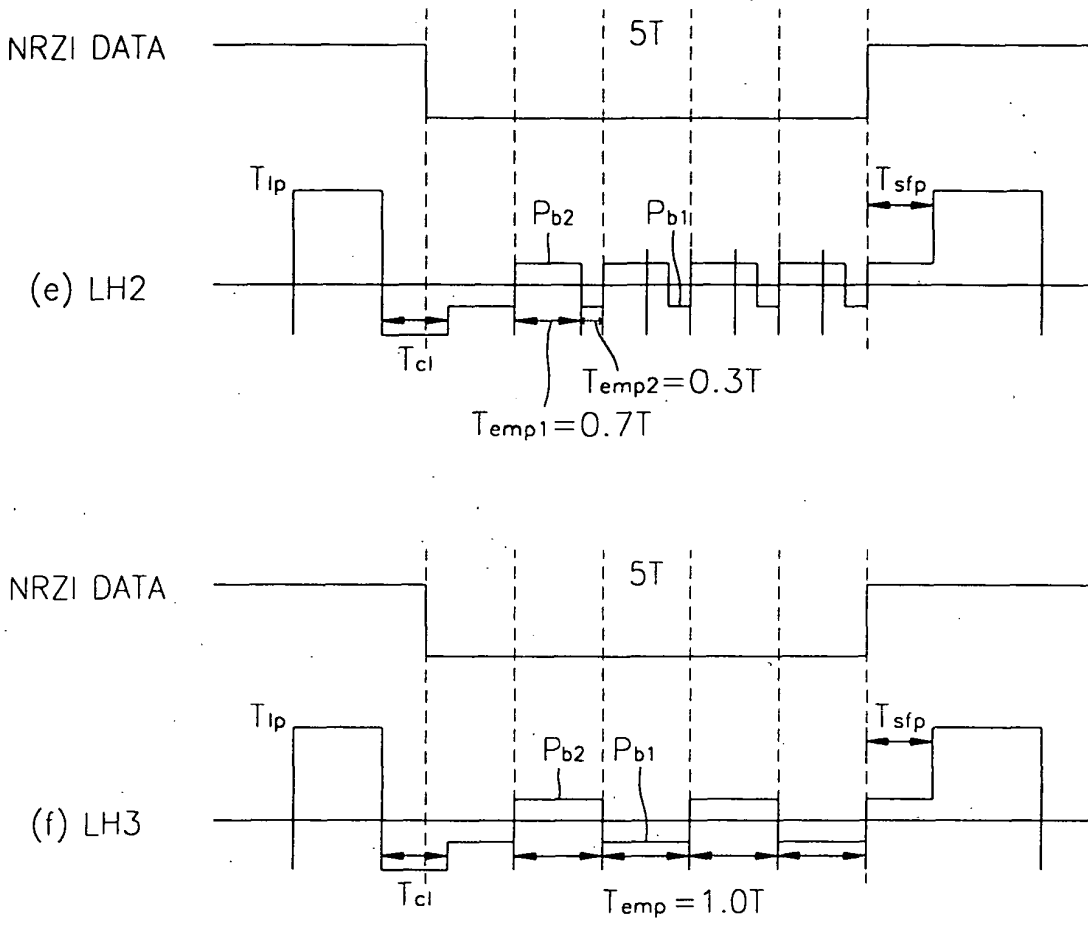 5T
NRZI DATA
Tlp
Pb2
Pb1
Tsfp
(e) LH2
Tcl
Temp2=0.3T
Temp1=0.7T
5T
NRZI DATA
Tlp
Pb2
Pb1
Tsfp
(f) LH3
Tcl
Temp=1.0T